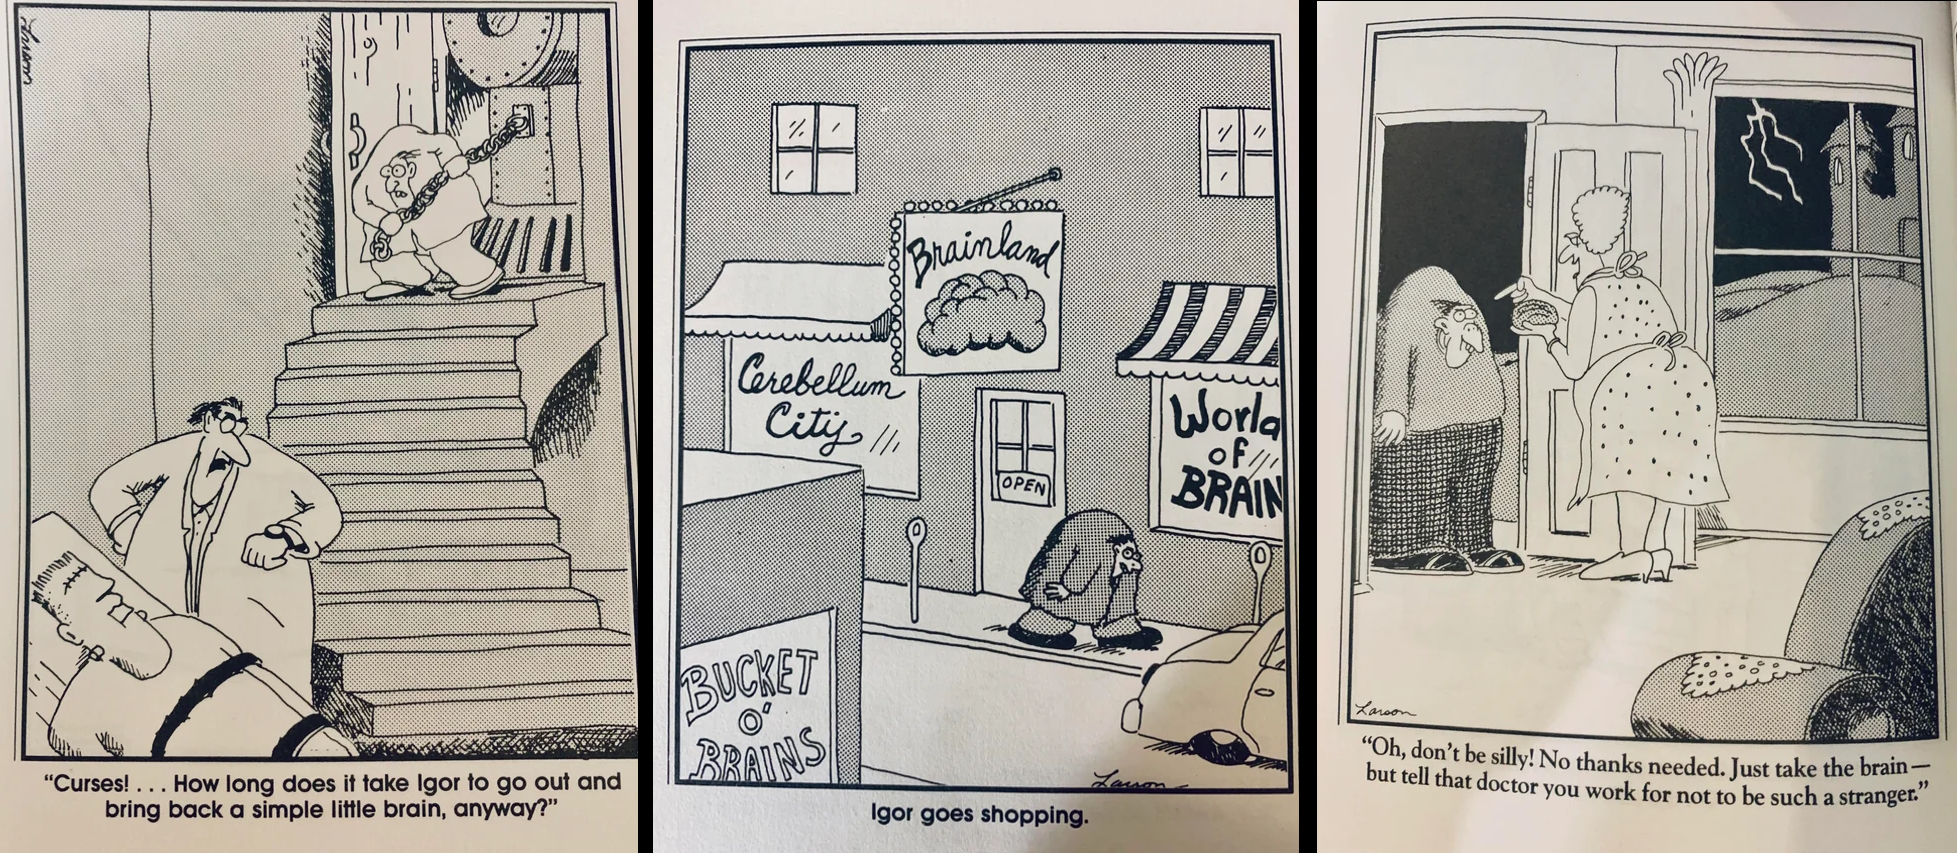 Larson
“Curses! . . . How long does it take Igor to go out and
bring back a simple little brain, anyway?”
Brainland
Cerebellum
City
World
of
BRAIN
OPEN
BUCKET
O'
BRAINS
Larson
Igor goes shopping.
Larson
“Oh, don’t be silly! No thanks needed. Just take the brain —
but tell that doctor you work for not to be such a stranger.”